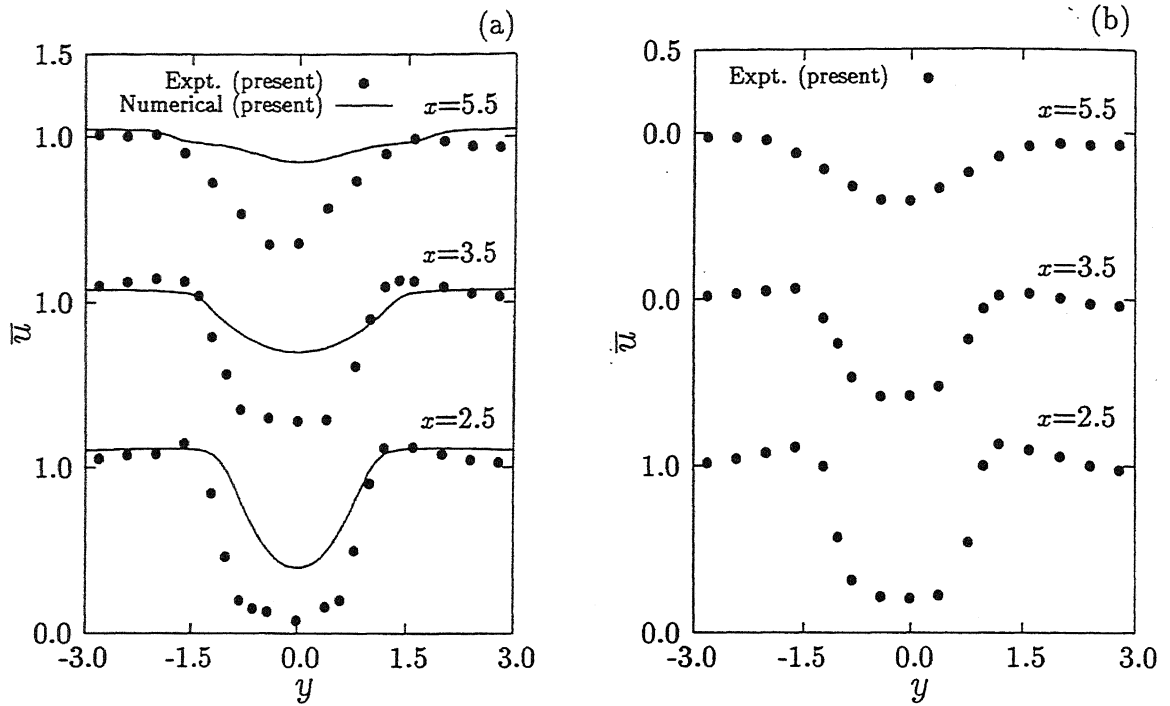 (a)
1.5
Expt. (present)
Numerical (present)
x=5.5
1.0
x=3.5
1.0
u̅
x=2.5
1.0
0.0
-3.0 -1.5 0.0 1.5 3.0
y
(b)
0.5
Expt. (present)
x=5.5
0.0
x=3.5
0.0
u̅
x=2.5
1.0
0.0
-3.0 -1.5 0.0 1.5 3.0
y